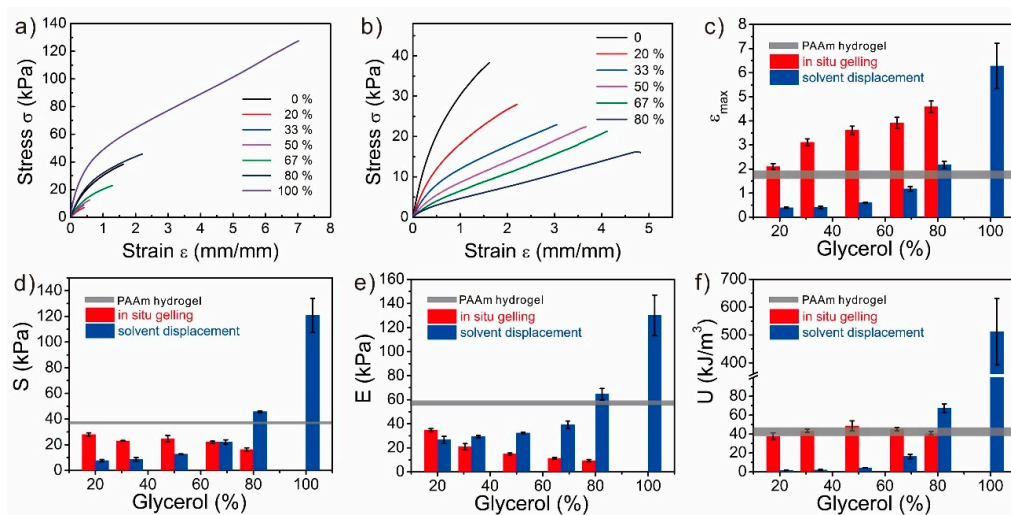 a)
Stress σ (kPa)
140
120
100
80
60
40
20
0
0 %
20 %
33 %
50 %
67 %
80 %
100 %
0 1 2 3 4 5 6 7 8
Strain ε (mm/mm)
b)
Stress σ (kPa)
40
30
20
10
0
0
20 %
33 %
50 %
67 %
80 %
0 1 2 3 4 5
Strain ε (mm/mm)
c)
εmax
8
7
6
5
4
3
2
1
0
PAAm hydrogel
in situ gelling
solvent displacement
20 40 60 80 100
Glycerol (%)
d)
S (kPa)
140
120
100
80
60
40
20
0
PAAm hydrogel
in situ gelling
solvent displacement
20 40 60 80 100
Glycerol (%)
e)
E (kPa)
160
140
120
100
80
60
40
20
0
PAAm hydrogel
in situ gelling
solvent displacement
20 40 60 80 100
Glycerol (%)
f)
U (kJ/m³)
700
600
500
400
100
80
60
40
20
0
PAAm hydrogel
in situ gelling
solvent displacement
20 40 60 80 100
Glycerol (%)